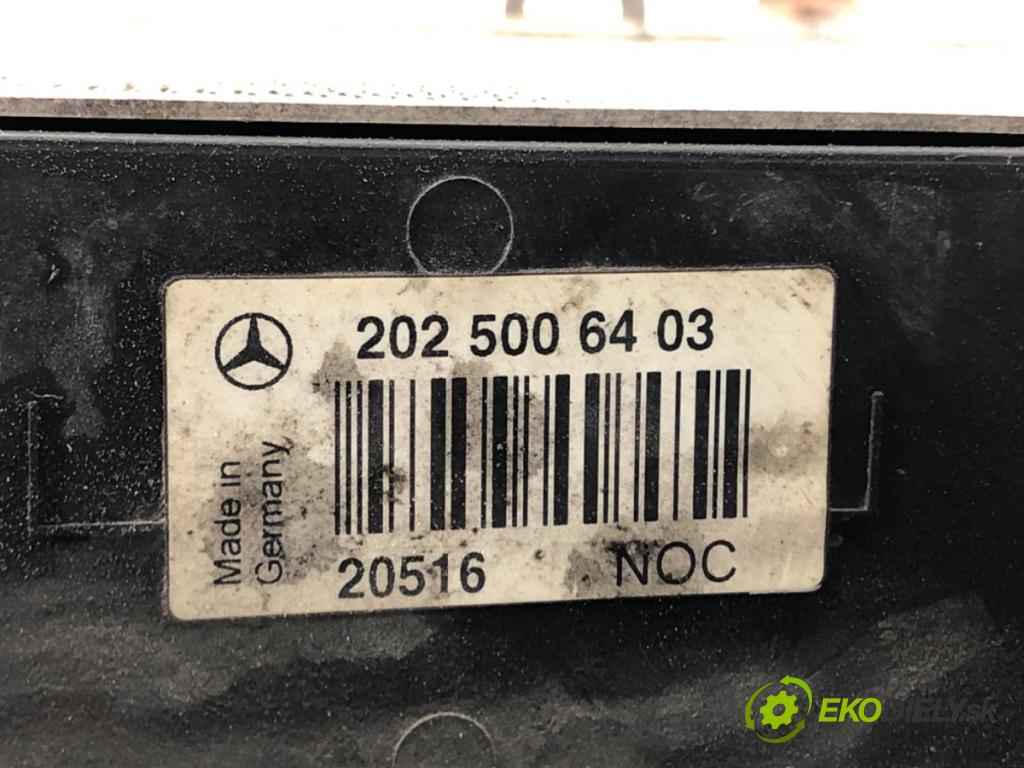 202 500 64 03
Made in
Germany
20516 NOC
EKODIELY.sk